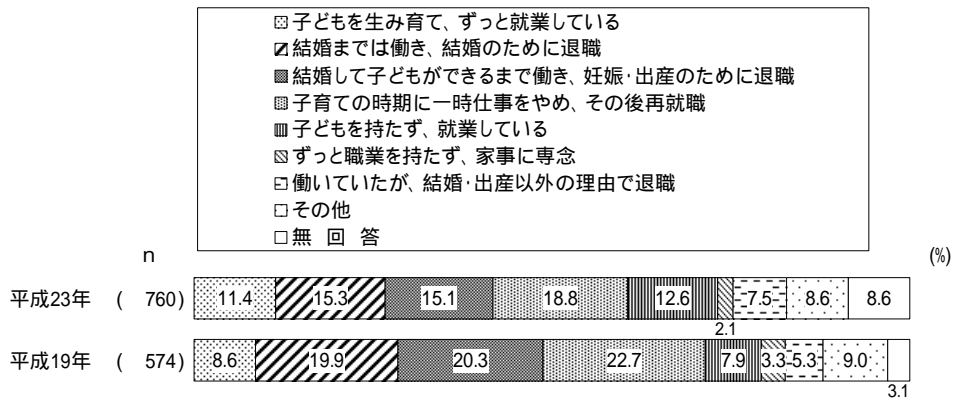 子どもを生み育て、ずっと就業している
結婚までは働き、結婚のために退職
結婚して子どもができるまで働き、妊娠・出産のために退職
子育ての時期に一時仕事をやめ、その後再就職
子どもを持たず、就業している
ずっと職業を持たず、家事に専念
働いていたが、結婚・出産以外の理由で退職
その他
無 回 答
n (%)
平成23年 ( 760) 11.4 15.3 15.1 18.8 12.6 2.1 7.5 8.6 8.6
平成19年 ( 574) 8.6 19.9 20.3 22.7 7.9 3.3 5.3 9.0 3.1